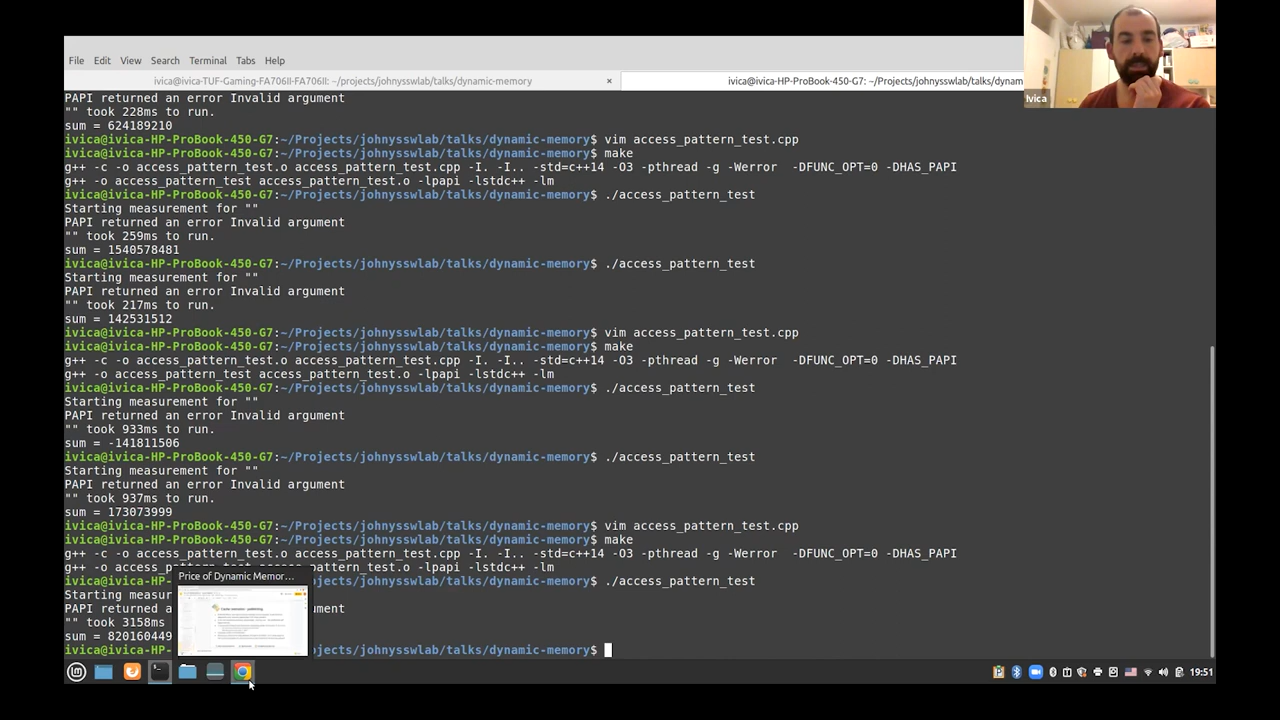 File Edit View Search Terminal Tabs Help
ivica@ivica-TUF-Gaming-FA706II-FA706II: ~/projects/johnysswlab/talks/dynamic-memory × ivica@ivica-HP-ProBook-450-G7: ~/Projects/johnysswlab/talks/dynam
Ivica
PAPI returned an error Invalid argument
"" took 228ms to run.
sum = 624189210
ivica@ivica-HP-ProBook-450-G7:~/Projects/johnysswlab/talks/dynamic-memory$ vim access_pattern_test.cpp
ivica@ivica-HP-ProBook-450-G7:~/Projects/johnysswlab/talks/dynamic-memory$ make
g++ -c -o access_pattern_test.o access_pattern_test.cpp -I. -I.. -std=c++14 -O3 -pthread -g -Werror -DFUNC_OPT=0 -DHAS_PAPI
g++ -o access_pattern_test access_pattern_test.o -lpapi -lstdc++ -lm
ivica@ivica-HP-ProBook-450-G7:~/Projects/johnysswlab/talks/dynamic-memory$ ./access_pattern_test
Starting measurement for ""
PAPI returned an error Invalid argument
"" took 259ms to run.
sum = 1540578481
ivica@ivica-HP-ProBook-450-G7:~/Projects/johnysswlab/talks/dynamic-memory$ ./access_pattern_test
Starting measurement for ""
PAPI returned an error Invalid argument
"" took 217ms to run.
sum = 142531512
ivica@ivica-HP-ProBook-450-G7:~/Projects/johnysswlab/talks/dynamic-memory$ vim access_pattern_test.cpp
ivica@ivica-HP-ProBook-450-G7:~/Projects/johnysswlab/talks/dynamic-memory$ make
g++ -c -o access_pattern_test.o access_pattern_test.cpp -I. -I.. -std=c++14 -O3 -pthread -g -Werror -DFUNC_OPT=0 -DHAS_PAPI
g++ -o access_pattern_test access_pattern_test.o -lpapi -lstdc++ -lm
ivica@ivica-HP-ProBook-450-G7:~/Projects/johnysswlab/talks/dynamic-memory$ ./access_pattern_test
Starting measurement for ""
PAPI returned an error Invalid argument
"" took 933ms to run.
sum = -141811506
ivica@ivica-HP-ProBook-450-G7:~/Projects/johnysswlab/talks/dynamic-memory$ ./access_pattern_test
Starting measurement for ""
PAPI returned an error Invalid argument
"" took 937ms to run.
sum = 173073999
ivica@ivica-HP-ProBook-450-G7:~/Projects/johnysswlab/talks/dynamic-memory$ vim access_pattern_test.cpp
ivica@ivica-HP-ProBook-450-G7:~/Projects/johnysswlab/talks/dynamic-memory$ make
g++ -c -o access_pattern_test.o access_pattern_test.cpp -I. -I.. -std=c++14 -O3 -pthread -g -Werror -DFUNC_OPT=0 -DHAS_PAPI
g++ -o access_pattern_test access_pattern_test.o -lpapi -lstdc++ -lm
Price of Dynamic Memor...
ivica@ivica-HP-Pro s/johnysswlab/talks/dynamic-memory$ ./access_pattern_test
Starting measur
PAPI returned a gument
"" took 3158ms
sum = 820160449
ivica@ivica-HP-Pro s/johnysswlab/talks/dynamic-memory$
19:51